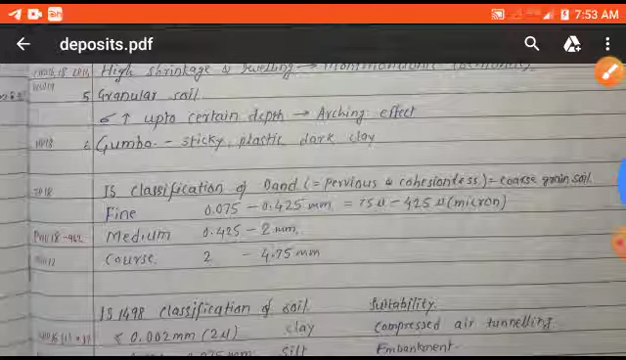 7:53 AM
deposits.pdf
High shrinkage & swelling → Montmorillonite
5 Granular soil
σ ↑ upto certain depth → Arching effect
6 Gumbo - sticky, plastic dark clay
2018 IS classification of Sand (= Pervious & cohesionless) = coarse grain soil.
Fine 0.075 - 0.425 mm = 75μ - 425 μ (micron)
Medium 0.425 - 2 mm,
Course 2 - 4.75 mm
IS 1498 classification of soil. Suitability
< 0.002 mm (2μ) clay Compressed air tunnelling.
silt Embankment